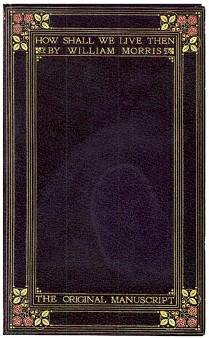 HOW SHALL WE LIVE THEN
BY WILLIAM MORRIS
THE ORIGINAL MANUSCRIPT